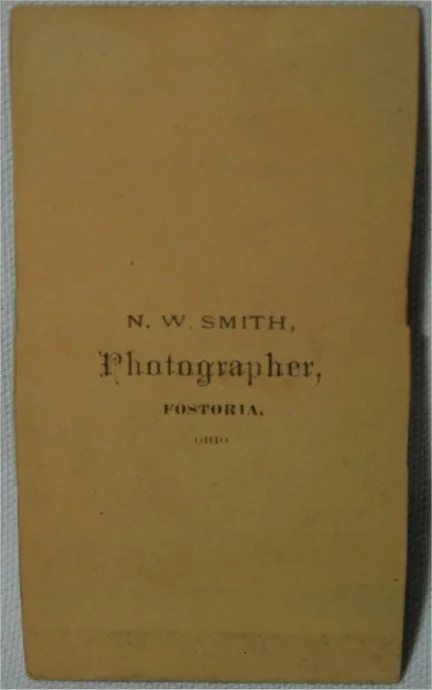 N. W. SMITH,
Photographer,
FOSTORIA,
OHIO